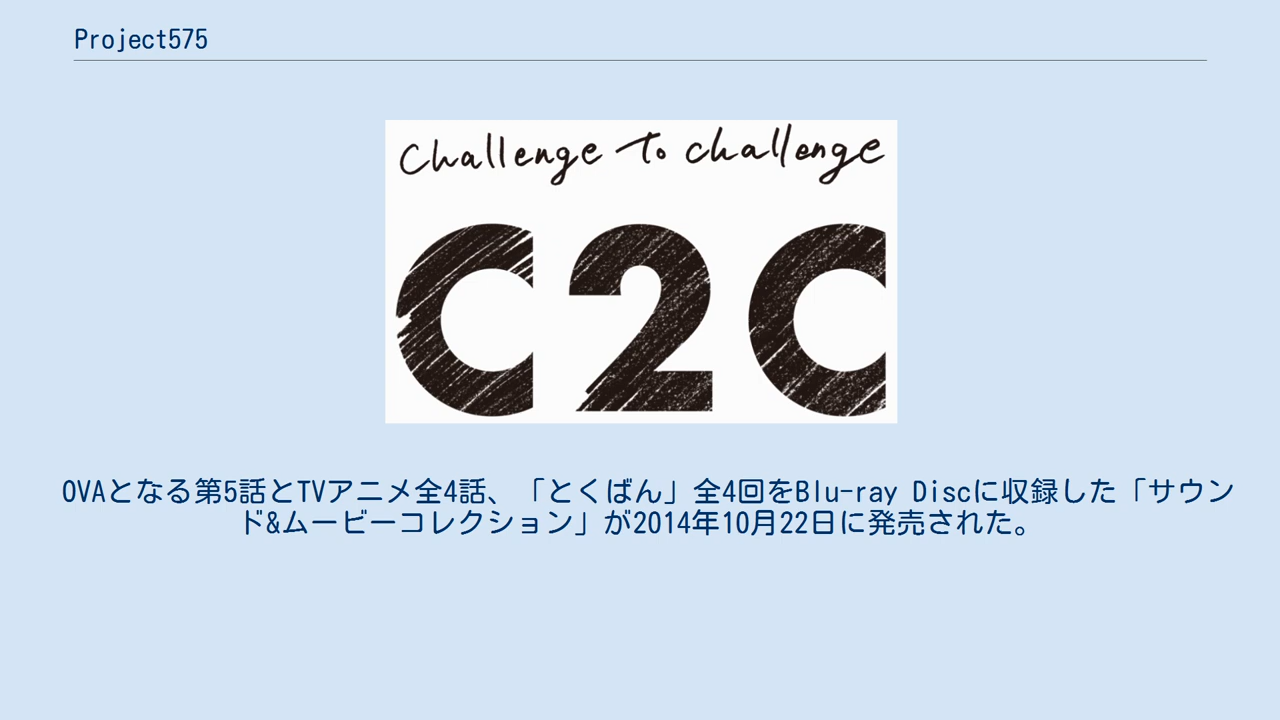 Project575
Challenge To challenge
C2C
OVAとなる第5話とTVアニメ全4話、「とくばん」全4回をBlu-ray Discに収録した「サウン
ド&ムービーコレクション」が2014年10月22日に発売された。